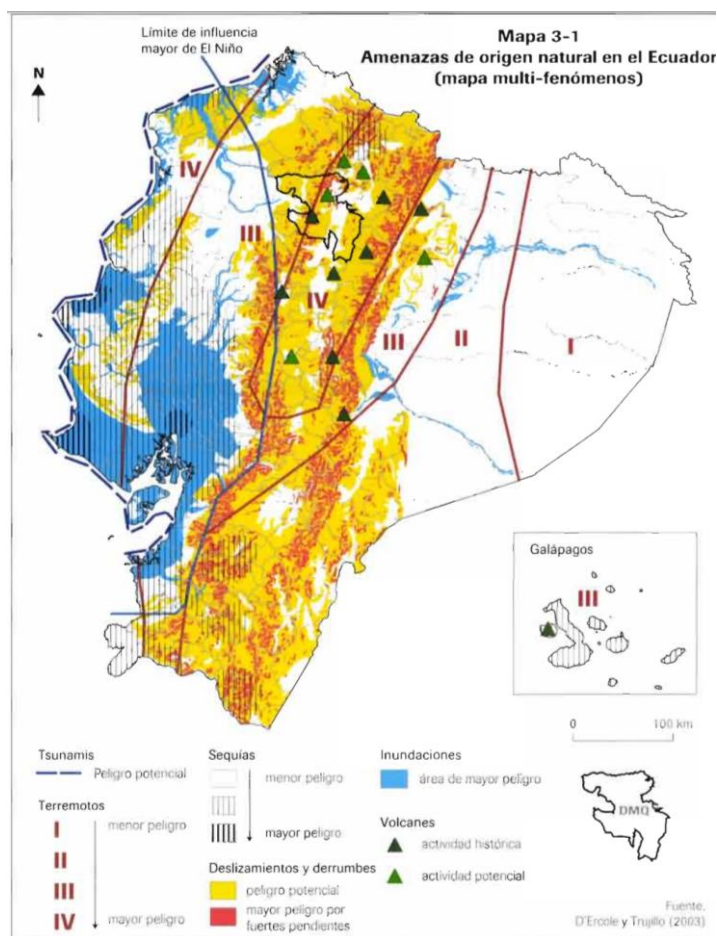 Mapa 3-1
Amenazas de origen natural en el Ecuador
(mapa multi-fenómenos)
Límite de influencia
mayor de El Niño
N
IV
III
IV
III
II
I
Galápagos
III
0 100 km
Tsunamis
Peligro potencial
Terremotos
I menor peligro
II
III
IV mayor peligro
Sequías
menor peligro
mayor peligro
Deslizamientos y derrumbes
peligro potencial
mayor peligro por
fuertes pendientes
Inundaciones
área de mayor peligro
Volcanes
actividad histórica
actividad potencial
DMQ
Fuente.
D'Ercole y Trujillo (2003)